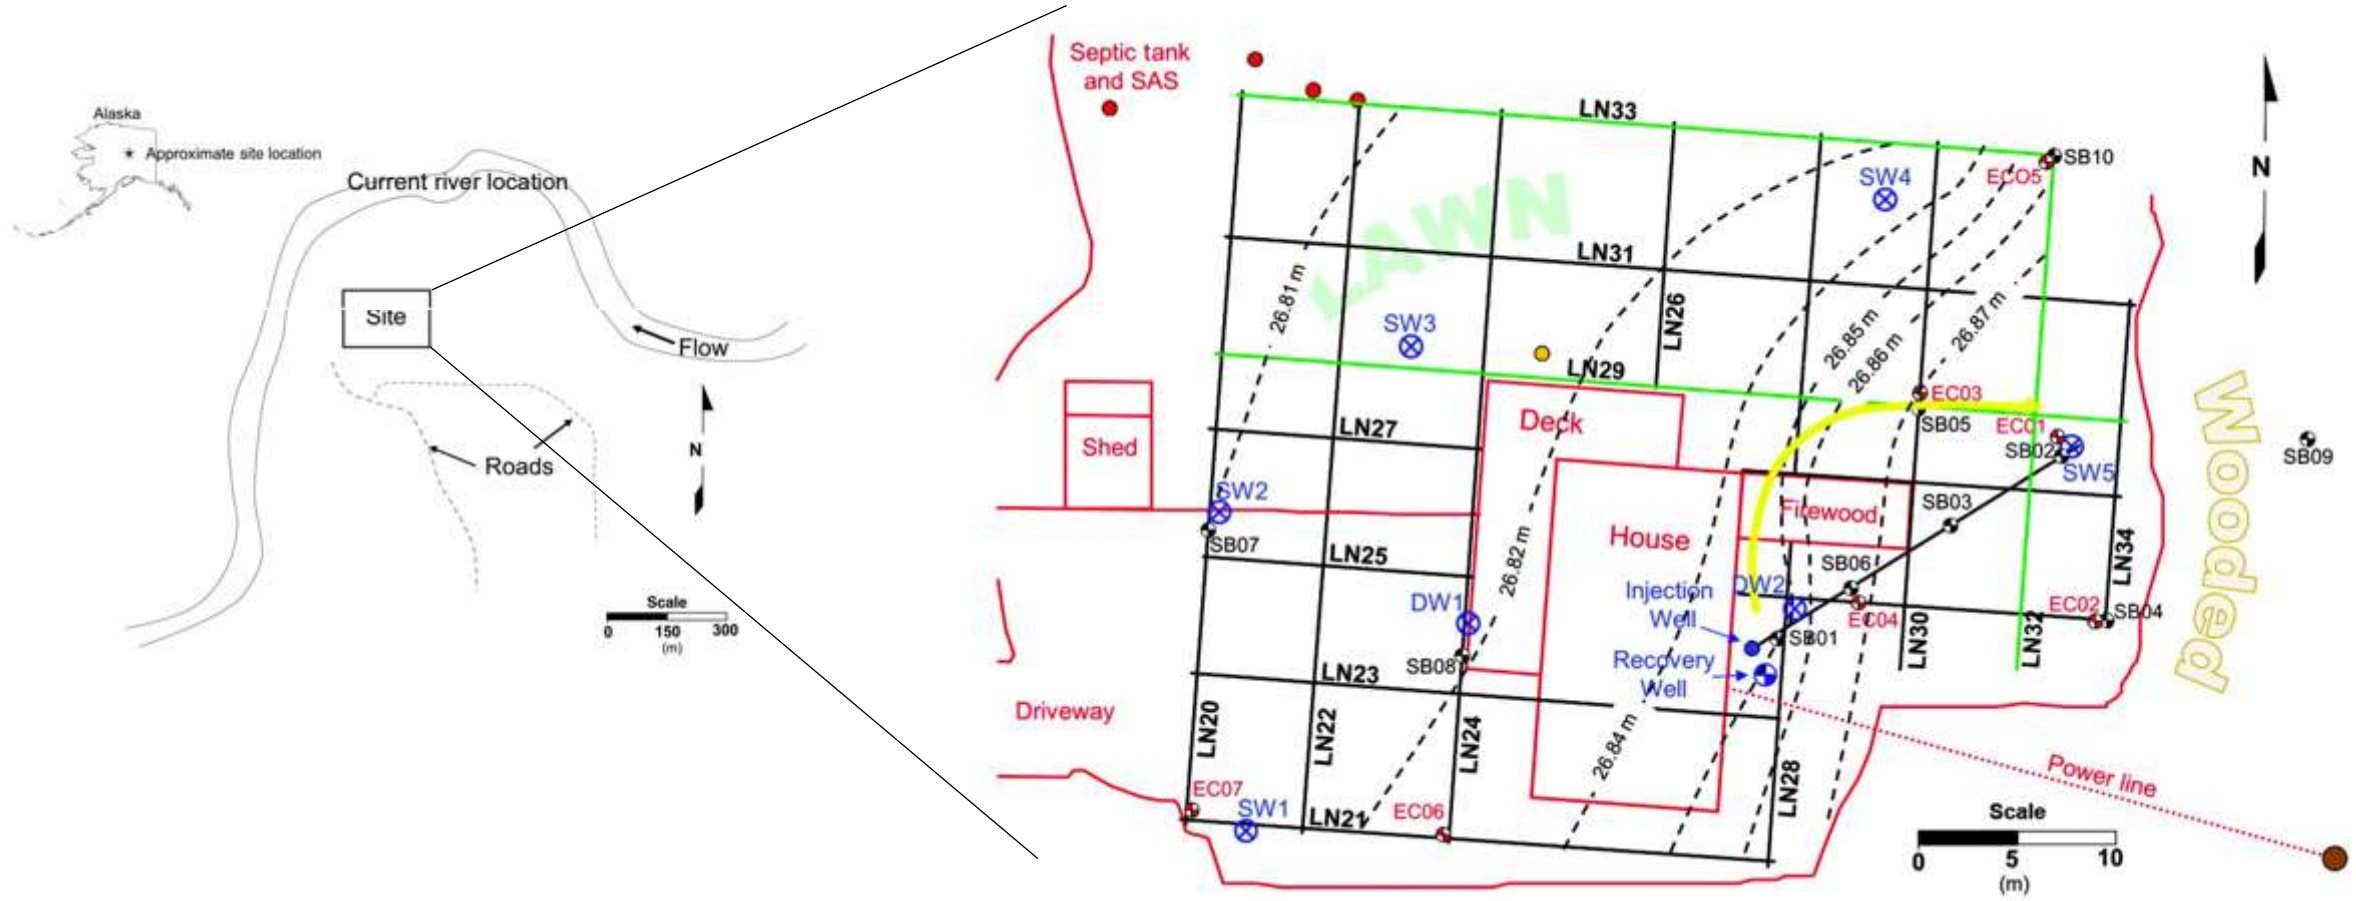 Alaska
Approximate site location
Current river location
Site
Flow
Roads
N
Scale
0 150 300
(m)
Septic tank
and SAS
LN33
SB10
ECO5
SW4
N
LAWN
LN31
26.81 m
LN26
SW3
26.85 m
26.86 m
26.87 m
LN29
Deck
EC03
SB05
EC01
SB02
SW5
SB09
Wooded
Shed
LN27
SW2
SB07
LN25
26.82 m
House
Firewood
SB03
SB06
DW2
Injection
Well
EC04
SB01
EC02
SB04
LN34
LN30
LN32
DW1
SB08
Recovery
Well
LN23
Driveway
LN20
LN22
LN24
26.84 m
LN28
Power line
EC07
SW1
LN21
EC06
Scale
0 5 10
(m)